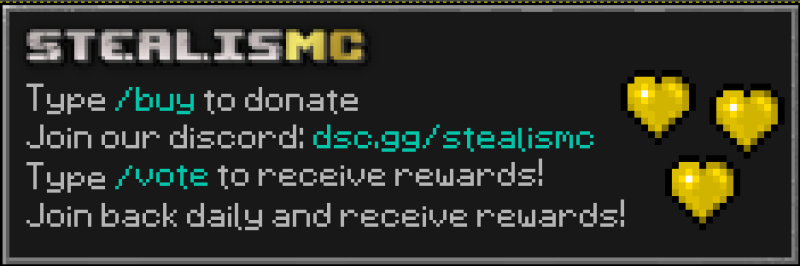 STEALISMC
Type /buy to donate
Join our discord: dsc.gg/stealismc
Type /vote to receive rewards!
Join back daily and receive rewards!